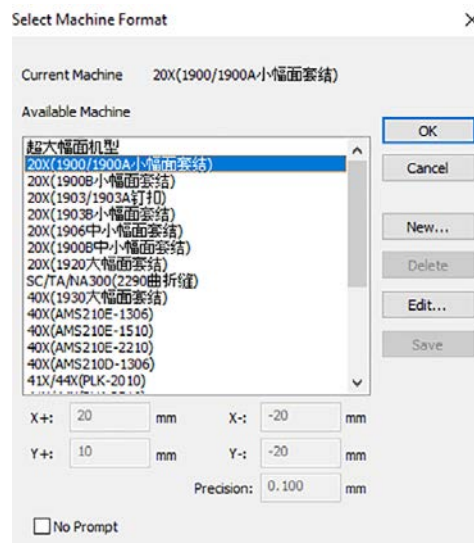 Select Machine Format
Current Machine 20X(1900/1900A小幅面套结)
Available Machine
超大幅面机型
20X(1900/1900A小幅面套结)
20X(1900B小幅面套结)
20X(1903/1903A钉扣)
20X(1903B小幅面套结)
20X(1906中小幅面套结)
20X(1900B中小幅面套结)
20X(1920大幅面套结)
SC/TA/NA300(2290曲折缝)
40X(1930大幅面套结)
40X(AMS210E-1306)
40X(AMS210E-1510)
40X(AMS210E-2210)
40X(AMS210D-1306)
41X/44X(PLK-2010)
OK
Cancel
New...
Delete
Edit...
Save
X+: 20 mm X-: -20 mm
Y+: 10 mm Y-: -20 mm
Precision: 0.100 mm
No Prompt